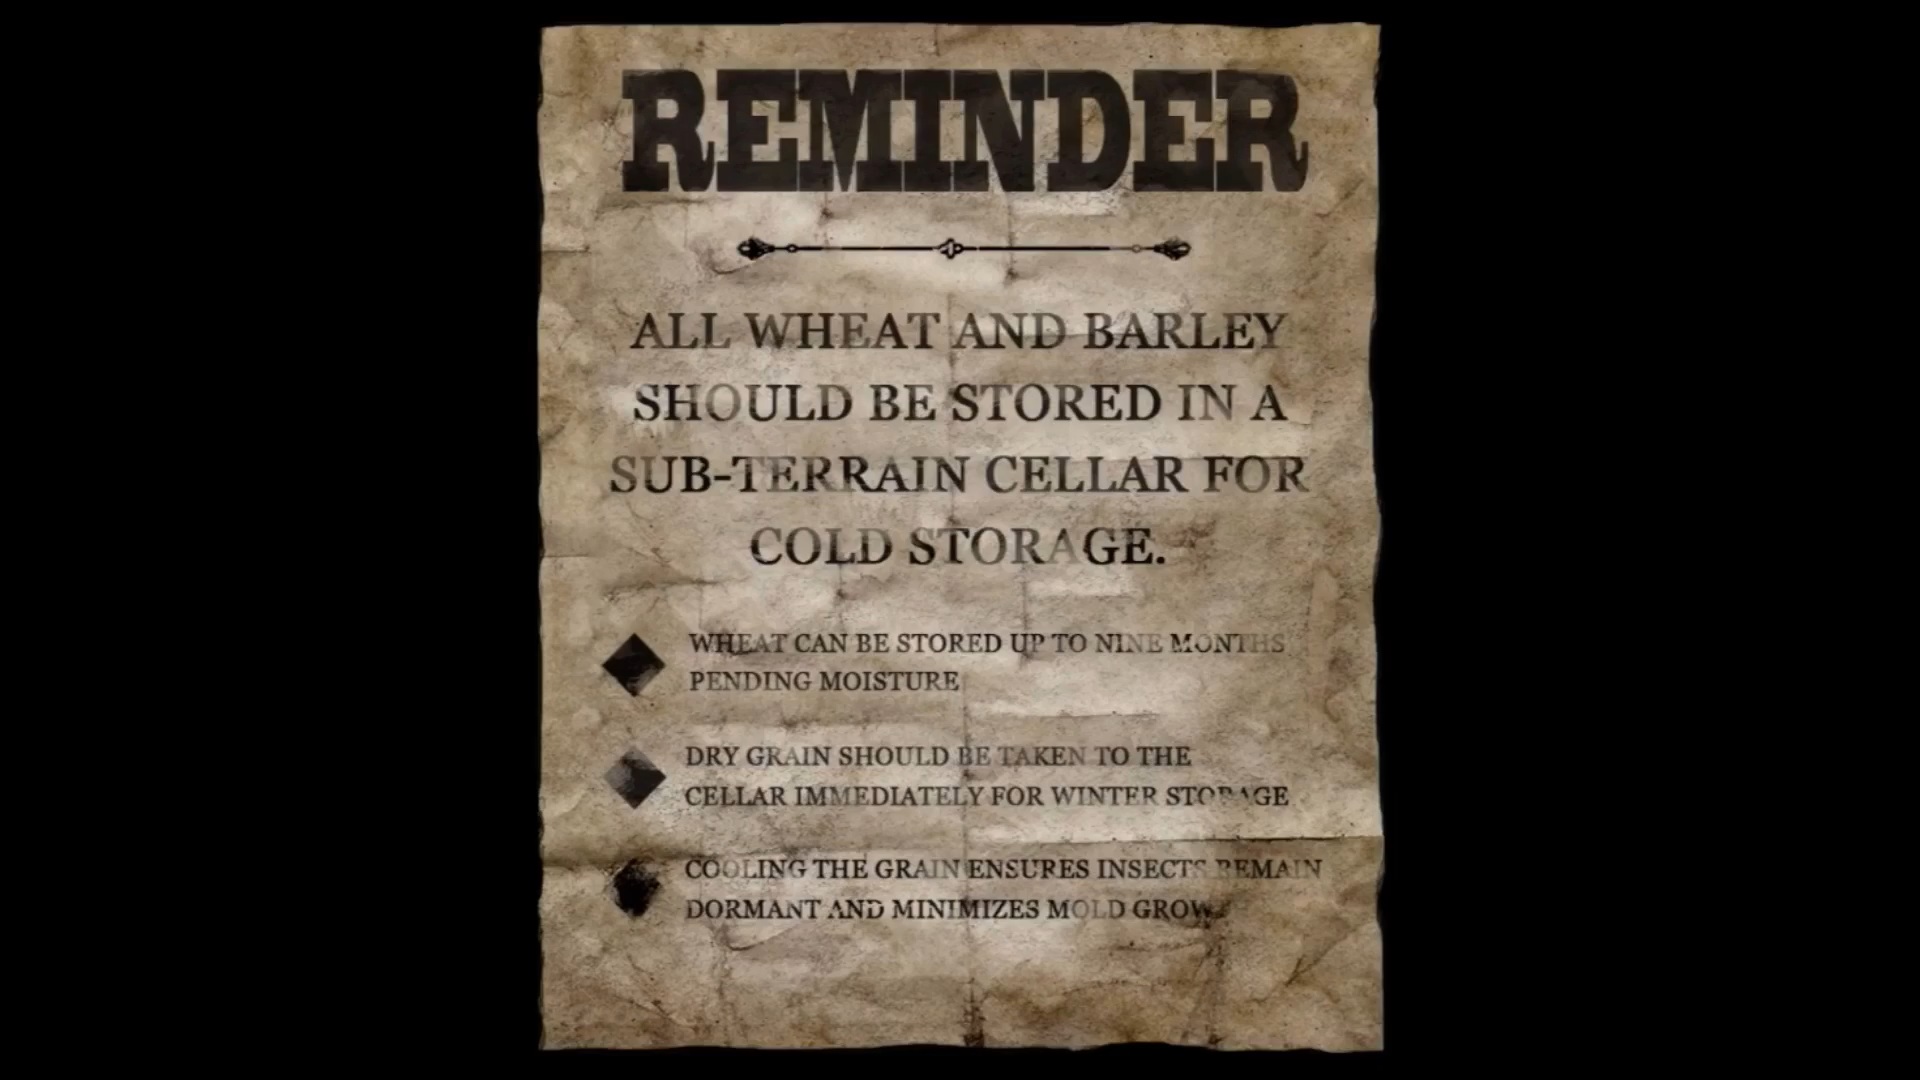 REMINDER
ALL WHEAT AND BARLEY
SHOULD BE STORED IN A
SUB-TERRAIN CELLAR FOR
COLD STORAGE.
WHEAT CAN BE STORED UP TO NINE MONTHS
PENDING MOISTURE
DRY GRAIN SHOULD BE TAKEN TO THE
CELLAR IMMEDIATELY FOR WINTER STORAGE
COOLING THE GRAIN ENSURES INSECTS REMAIN
DORMANT AND MINIMIZES MOLD